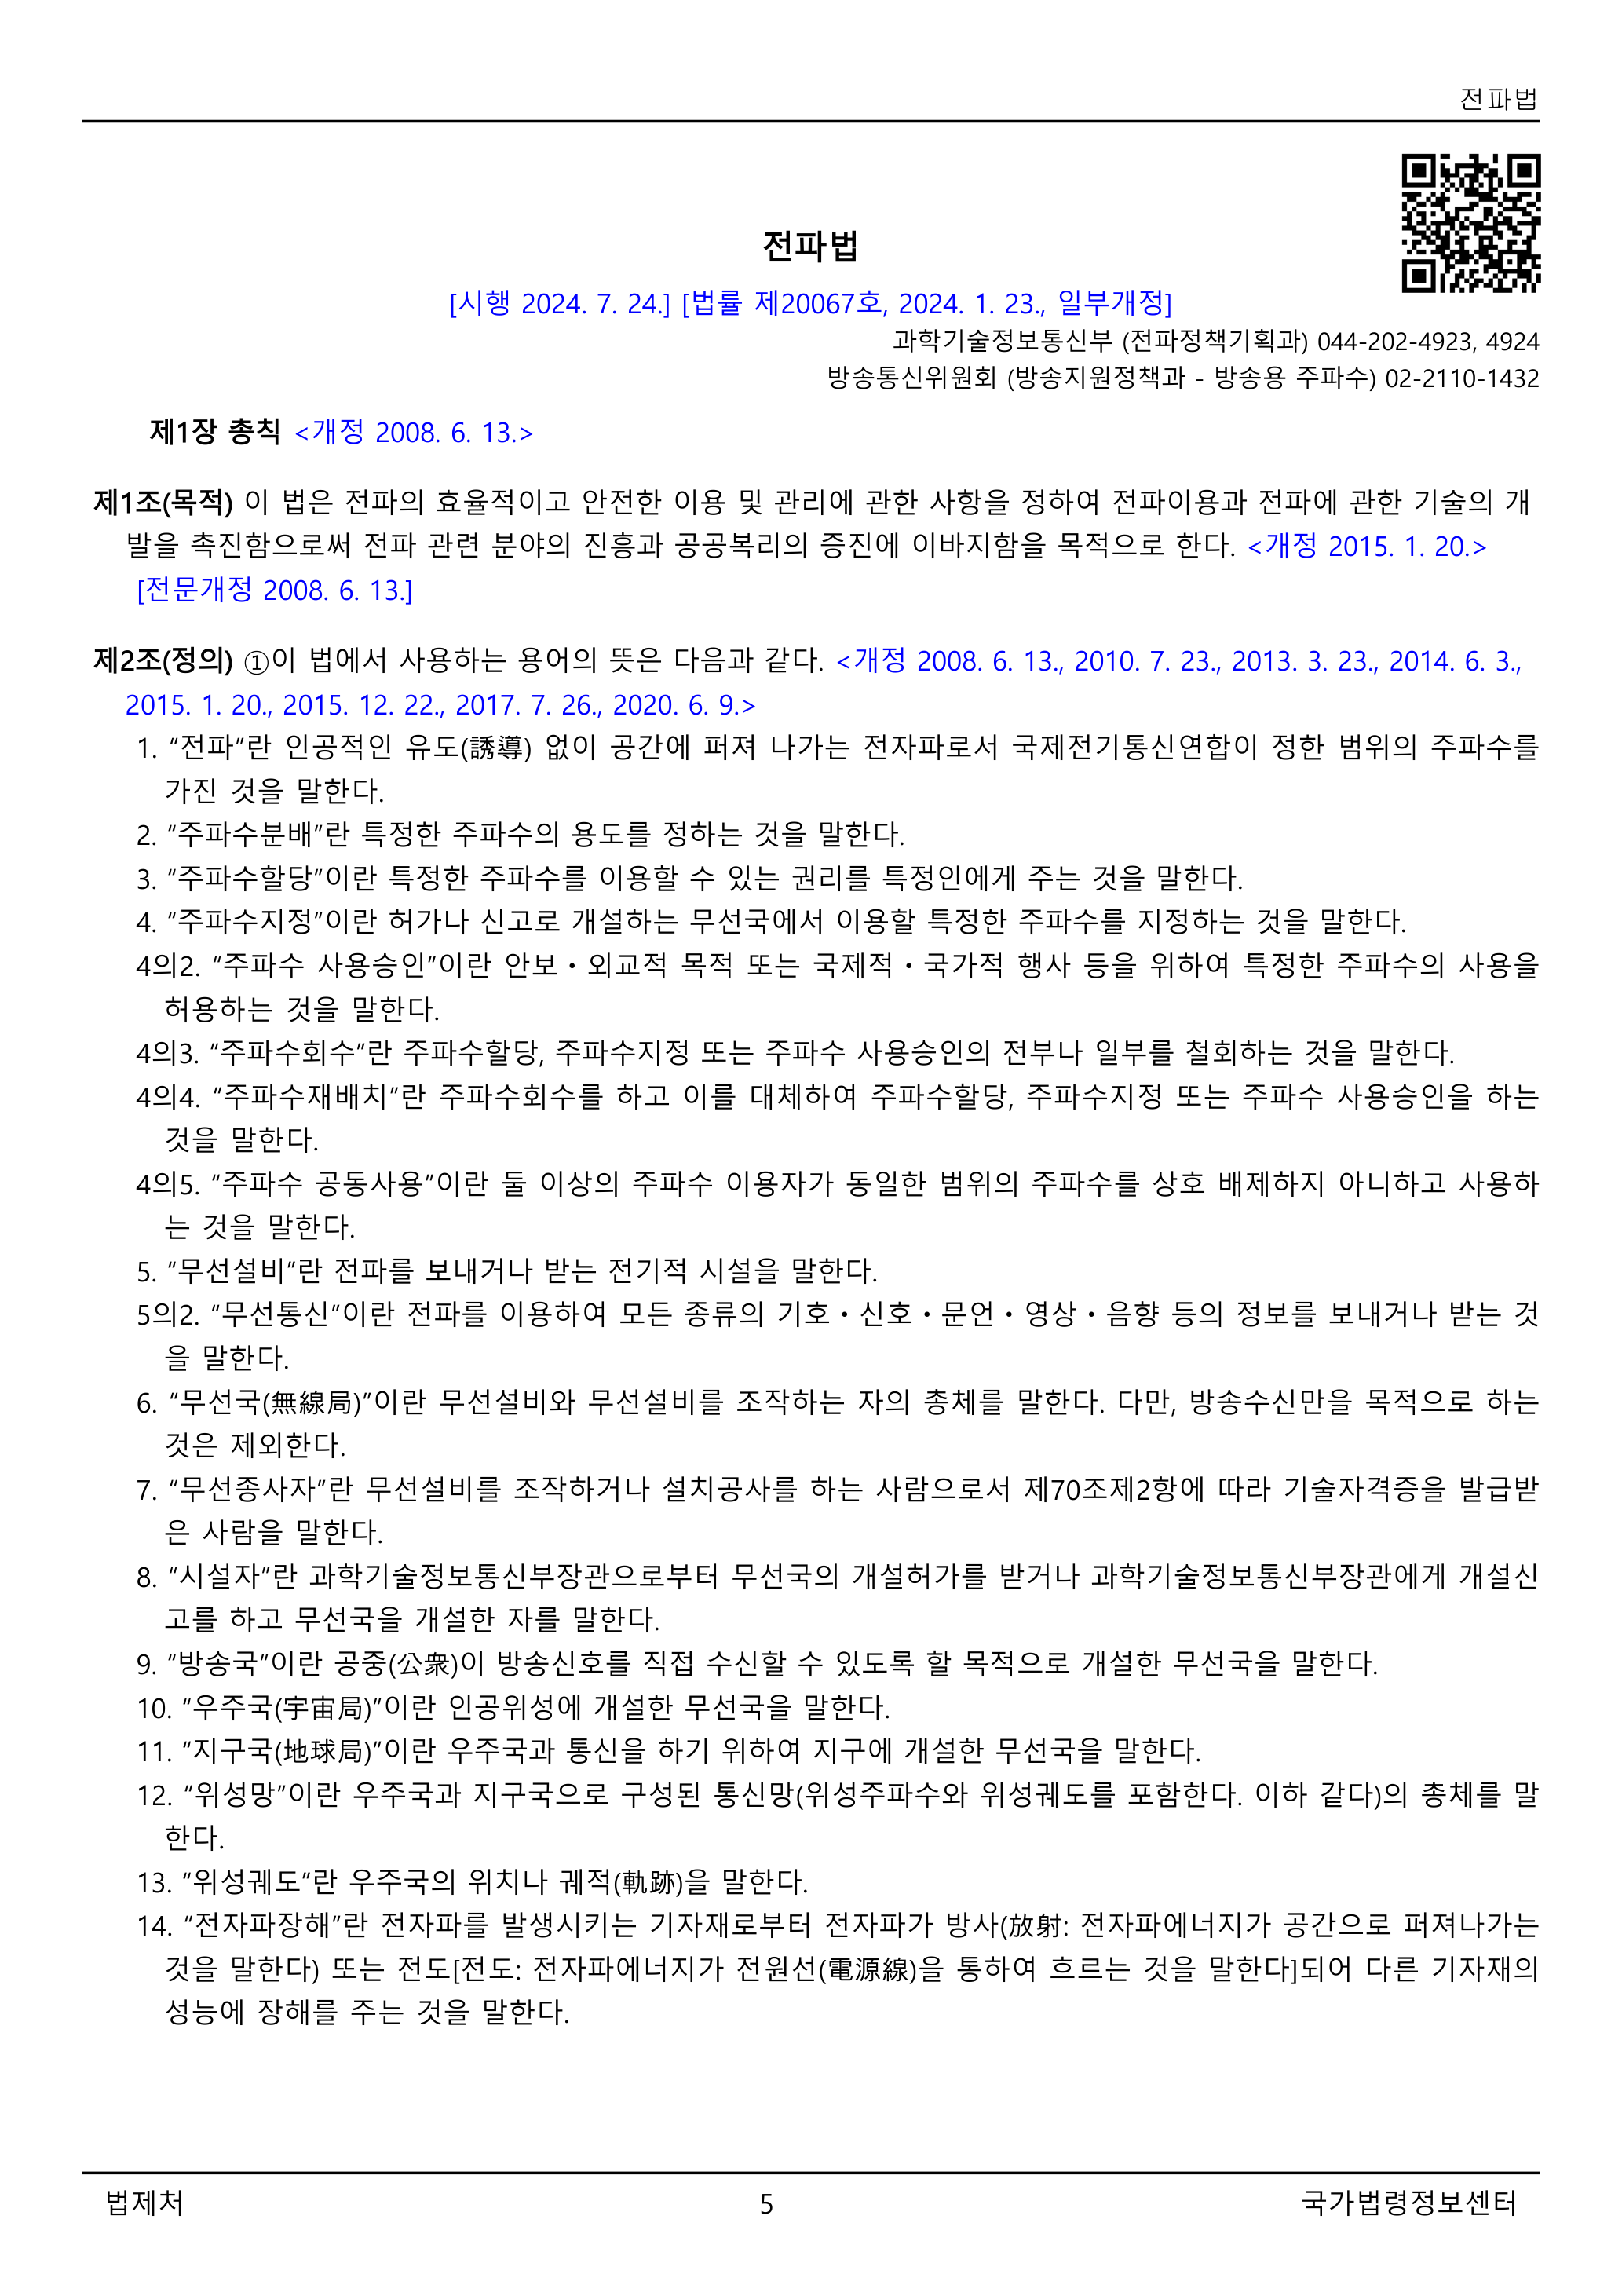 전파법
전파법
[시행 2024. 7. 24.] [법률 제20067호, 2024. 1. 23., 일부개정]
과학기술정보통신부 (전파정책기획과) 044-202-4923, 4924
방송통신위원회 (방송지원정책과 - 방송용 주파수) 02-2110-1432
제1장 총칙 <개정 2008. 6. 13.>
제1조(목적) 이 법은 전파의 효율적이고 안전한 이용 및 관리에 관한 사항을 정하여 전파이용과 전파에 관한 기술의 개
발을 촉진함으로써 전파 관련 분야의 진흥과 공공복리의 증진에 이바지함을 목적으로 한다. <개정 2015. 1. 20.>
[전문개정 2008. 6. 13.]
제2조(정의) ①이 법에서 사용하는 용어의 뜻은 다음과 같다. <개정 2008. 6. 13., 2010. 7. 23., 2013. 3. 23., 2014. 6. 3.,
2015. 1. 20., 2015. 12. 22., 2017. 7. 26., 2020. 6. 9.>
1. “전파”란 인공적인 유도(誘導) 없이 공간에 퍼져 나가는 전자파로서 국제전기통신연합이 정한 범위의 주파수를
가진 것을 말한다.
2. “주파수분배”란 특정한 주파수의 용도를 정하는 것을 말한다.
3. “주파수할당”이란 특정한 주파수를 이용할 수 있는 권리를 특정인에게 주는 것을 말한다.
4. “주파수지정”이란 허가나 신고로 개설하는 무선국에서 이용할 특정한 주파수를 지정하는 것을 말한다.
4의2. “주파수 사용승인”이란 안보ㆍ외교적 목적 또는 국제적ㆍ국가적 행사 등을 위하여 특정한 주파수의 사용을
허용하는 것을 말한다.
4의3. “주파수회수”란 주파수할당, 주파수지정 또는 주파수 사용승인의 전부나 일부를 철회하는 것을 말한다.
4의4. “주파수재배치”란 주파수회수를 하고 이를 대체하여 주파수할당, 주파수지정 또는 주파수 사용승인을 하는
것을 말한다.
4의5. “주파수 공동사용”이란 둘 이상의 주파수 이용자가 동일한 범위의 주파수를 상호 배제하지 아니하고 사용하
는 것을 말한다.
5. “무선설비”란 전파를 보내거나 받는 전기적 시설을 말한다.
5의2. “무선통신”이란 전파를 이용하여 모든 종류의 기호ㆍ신호ㆍ문언ㆍ영상ㆍ음향 등의 정보를 보내거나 받는 것
을 말한다.
6. “무선국(無線局)”이란 무선설비와 무선설비를 조작하는 자의 총체를 말한다. 다만, 방송수신만을 목적으로 하는
것은 제외한다.
7. “무선종사자”란 무선설비를 조작하거나 설치공사를 하는 사람으로서 제70조제2항에 따라 기술자격증을 발급받
은 사람을 말한다.
8. “시설자”란 과학기술정보통신부장관으로부터 무선국의 개설허가를 받거나 과학기술정보통신부장관에게 개설신
고를 하고 무선국을 개설한 자를 말한다.
9. “방송국”이란 공중(公衆)이 방송신호를 직접 수신할 수 있도록 할 목적으로 개설한 무선국을 말한다.
10. “우주국(宇宙局)”이란 인공위성에 개설한 무선국을 말한다.
11. “지구국(地球局)”이란 우주국과 통신을 하기 위하여 지구에 개설한 무선국을 말한다.
12. “위성망”이란 우주국과 지구국으로 구성된 통신망(위성주파수와 위성궤도를 포함한다. 이하 같다)의 총체를 말
한다.
13. “위성궤도”란 우주국의 위치나 궤적(軌跡)을 말한다.
14. “전자파장해”란 전자파를 발생시키는 기자재로부터 전자파가 방사(放射: 전자파에너지가 공간으로 퍼져나가는
것을 말한다) 또는 전도[전도: 전자파에너지가 전원선(電源線)을 통하여 흐르는 것을 말한다]되어 다른 기자재의
성능에 장해를 주는 것을 말한다.
법제처
5
국가법령정보센터